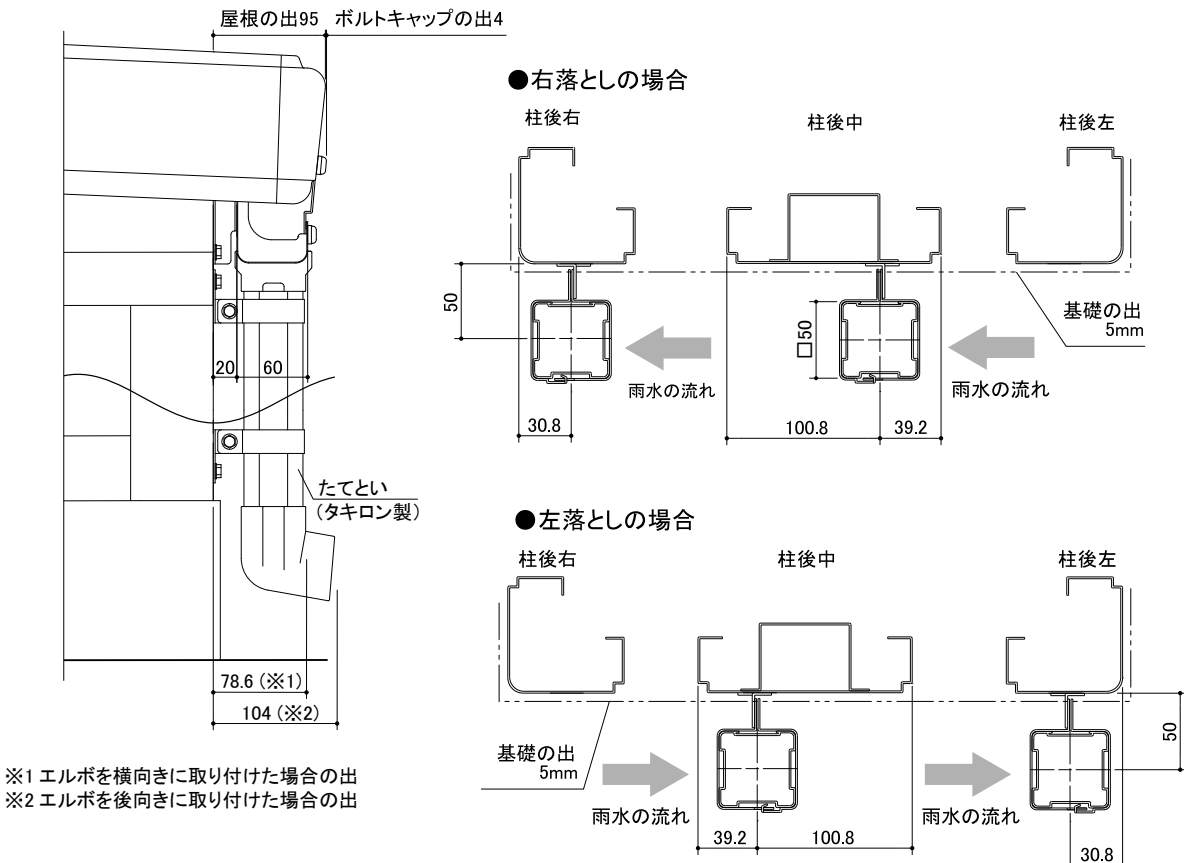 屋根の出95
ボルトキャップの出4
20
60
たてとい
(タキロン製)
78.6 (※1)
104 (※2)
※1 エルボを横向きに取り付けた場合の出
※2 エルボを後向きに取り付けた場合の出
●右落としの場合
柱後右
柱後中
柱後左
50
□50
基礎の出
5mm
雨水の流れ
雨水の流れ
30.8
100.8
39.2
●左落としの場合
柱後右
柱後中
柱後左
基礎の出
5mm
50
雨水の流れ
雨水の流れ
39.2
100.8
30.8